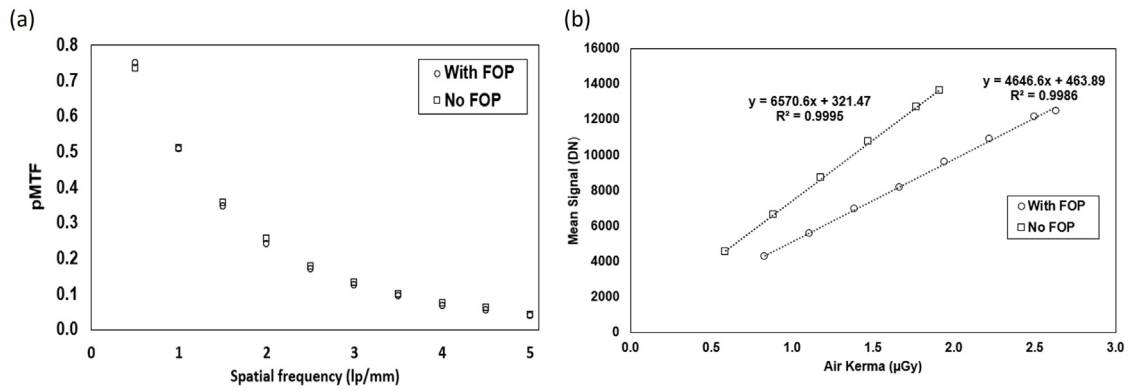 (a)
0.8
0.7
0.6
0.5
0.4
0.3
0.2
0.1
0.0
pMTF
With FOP
No FOP
0 1 2 3 4 5
Spatial frequency (lp/mm)
(b)
16000
14000
12000
10000
8000
6000
4000
2000
0
Mean Signal (DN)
y = 6570.6x + 321.47
R² = 0.9995
y = 4646.6x + 463.89
R² = 0.9986
With FOP
No FOP
0.0 0.5 1.0 1.5 2.0 2.5 3.0
Air Kerma (µGy)